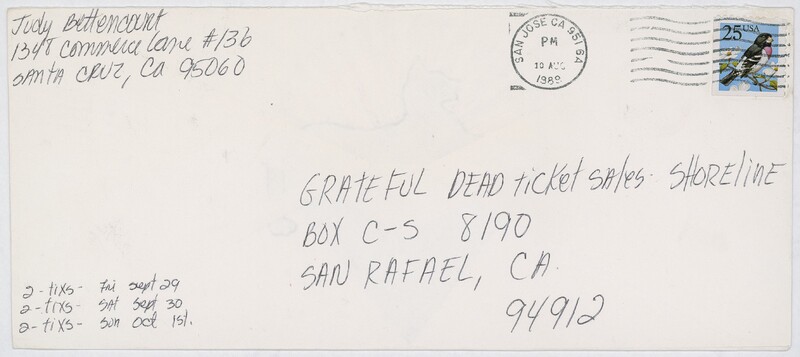 Judy Bettencourt
134 Commerce Lane #136
SANTA CRUZ, Ca 95060
SAN JOSE CA 951 6A
PM
10 AUG
1989
25 USA
GRATEFUL DEAD ticket sales - SHORELINE
BOX C-S 8190
SAN RAFAEL, CA
94912
2-tixs- Fri Sept 29
2-tixs- SAT Sept 30
2-tixs- Sun Oct 1st.